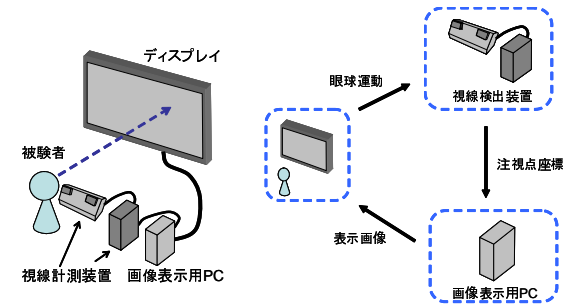 ディスプレイ
被験者
視線計測装置
画像表示用PC
眼球運動
視線検出装置
注視点座標
表示画像
画像表示用PC